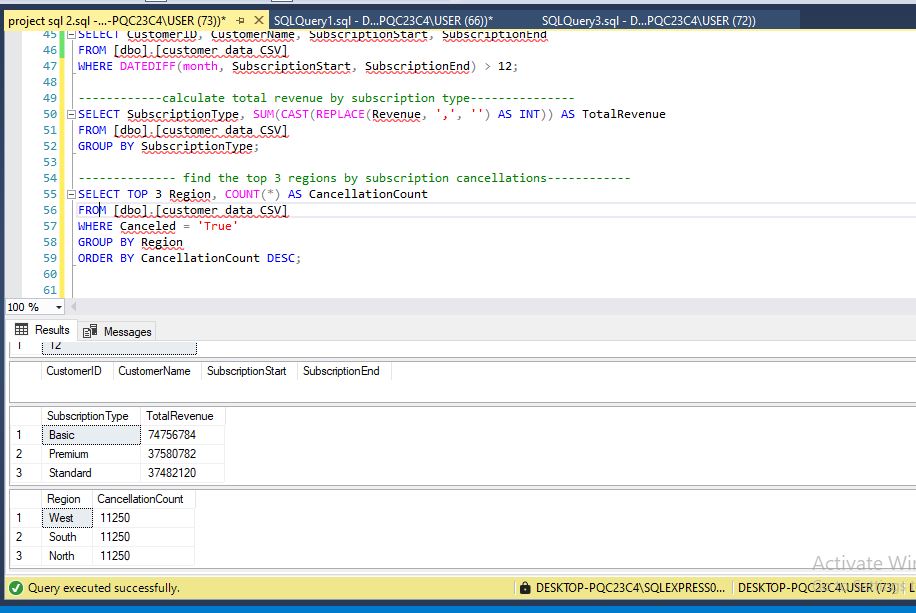 project sql 2.sql -...-PQC23C4\USER (73))* SQLQuery1.sql - D...PQC23C4\USER (66))* SQLQuery3.sql - D...PQC23C4\USER (72))
45 SELECT CustomerID, CustomerName, SubscriptionStart, SubscriptionEnd
46 FROM [dbo].[customer data CSV]
47 WHERE DATEDIFF(month, SubscriptionStart, SubscriptionEnd) > 12;
48
49 ------------calculate total revenue by subscription type---------------
50 SELECT SubscriptionType, SUM(CAST(REPLACE(Revenue, ',', '') AS INT)) AS TotalRevenue
51 FROM [dbo].[customer data CSV]
52 GROUP BY SubscriptionType;
53
54 -------------- find the top 3 regions by subscription cancellations------------
55 SELECT TOP 3 Region, COUNT(*) AS CancellationCount
56 FROM [dbo].[customer data CSV]
57 WHERE Canceled = 'True'
58 GROUP BY Region
59 ORDER BY CancellationCount DESC;
60
61
100 %
Results Messages
1 12
CustomerID CustomerName SubscriptionStart SubscriptionEnd
SubscriptionType TotalRevenue
1 Basic 74756784
2 Premium 37580782
3 Standard 37482120
Region CancellationCount
1 West 11250
2 South 11250
3 North 11250
Activate Win
Query executed successfully. DESKTOP-PQC23C4\SQLEXPRESS0... DESKTOP-PQC23C4\USER (73)